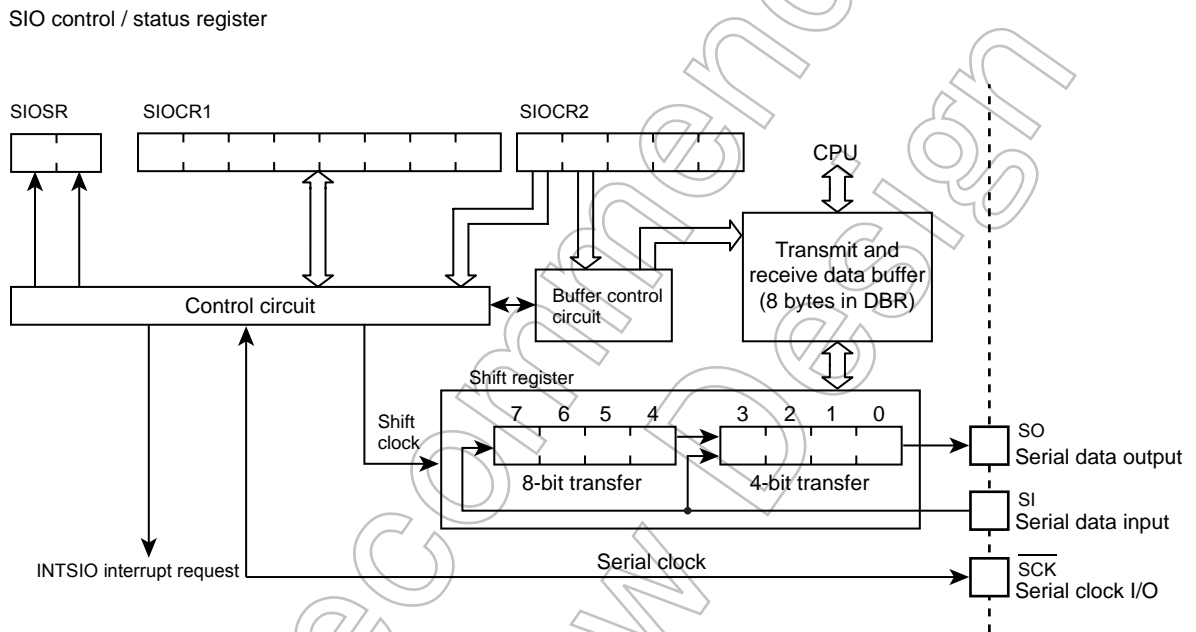 SIO control / status register
SIOSR
SIOCR1
SIOCR2
CPU
Control circuit
Buffer control
circuit
Transmit and
receive data buffer
(8 bytes in DBR)
Shift register
Shift
clock
7 6 5 4 3 2 1 0
8-bit transfer
4-bit transfer
SO
Serial data output
SI
Serial data input
INTSIO interrupt request
Serial clock
SCK
Serial clock I/O
ecommend
w Design